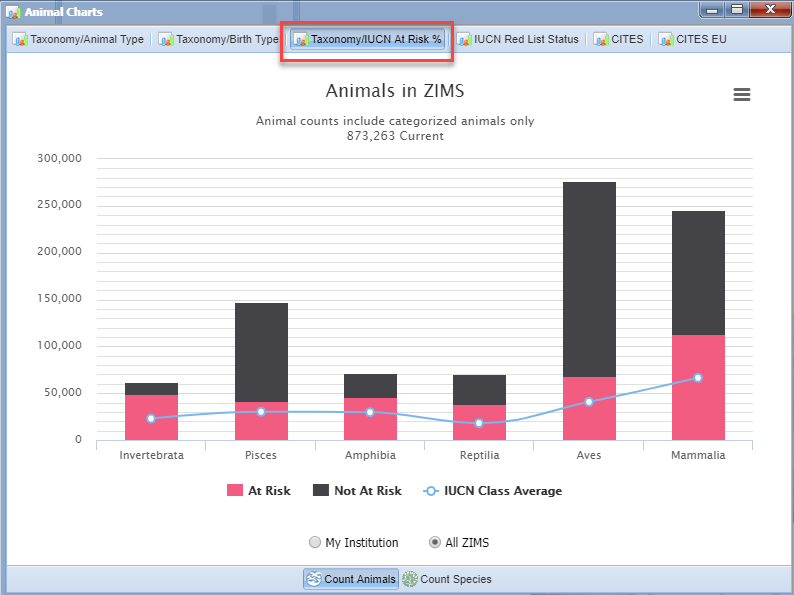 Animal Charts
Taxonomy/Animal Type Taxonomy/Birth Type Taxonomy/IUCN At Risk % IUCN Red List Status CITES CITES EU
Animals in ZIMS
Animal counts include categorized animals only
873,263 Current
300,000
250,000
200,000
150,000
100,000
50,000
0
Invertebrata Pisces Amphibia Reptilia Aves Mammalia
At Risk Not At Risk IUCN Class Average
My Institution All ZIMS
Count Animals Count Species